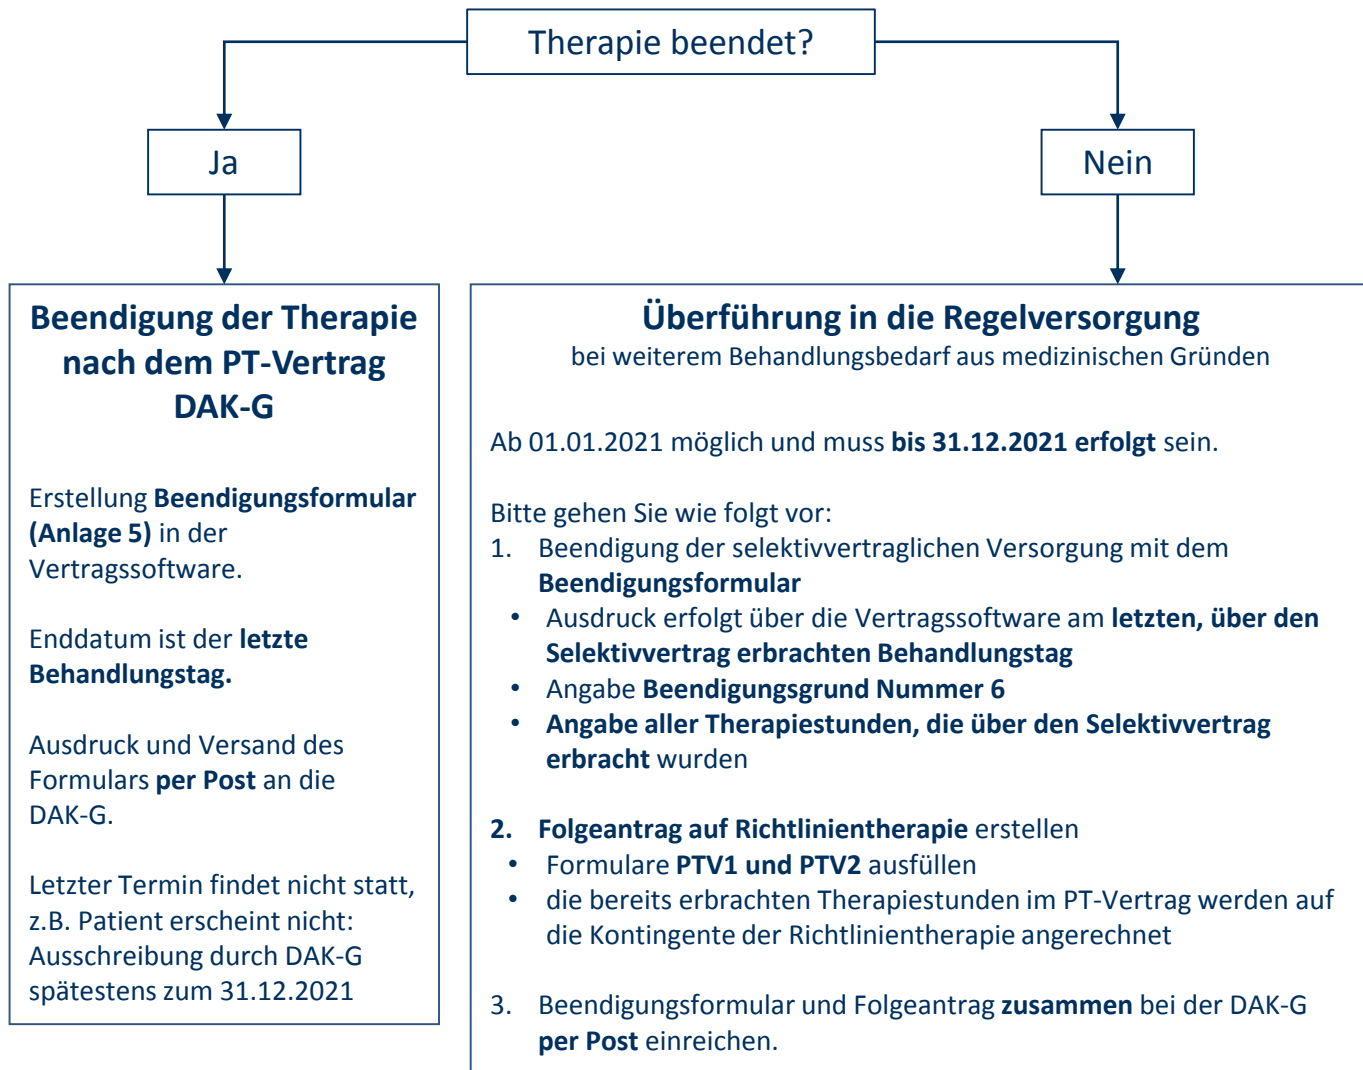 Therapie beendet?
Ja
Nein
Beendigung der Therapie
nach dem PT-Vertrag
DAK-G
Erstellung Beendigungsformular
(Anlage 5) in der
Vertragssoftware.
Enddatum ist der letzte
Behandlungstag.
Ausdruck und Versand des
Formulars per Post an die
DAK-G.
Letzter Termin findet nicht statt,
z.B. Patient erscheint nicht:
Ausschreibung durch DAK-G
spätestens zum 31.12.2021
Überführung in die Regelversorgung
bei weiterem Behandlungsbedarf aus medizinischen Gründen
Ab 01.01.2021 möglich und muss bis 31.12.2021 erfolgt sein.
Bitte gehen Sie wie folgt vor:
1. Beendigung der selektivvertraglichen Versorgung mit dem
Beendigungsformular
• Ausdruck erfolgt über die Vertragssoftware am letzten, über den
Selektivvertrag erbrachten Behandlungstag
• Angabe Beendigungsgrund Nummer 6
• Angabe aller Therapiestunden, die über den Selektivvertrag
erbracht wurden
2. Folgeantrag auf Richtlinientherapie erstellen
• Formulare PTV1 und PTV2 ausfüllen
• die bereits erbrachten Therapiestunden im PT-Vertrag werden auf
die Kontingente der Richtlinientherapie angerechnet
3. Beendigungsformular und Folgeantrag zusammen bei der DAK-G
per Post einreichen.